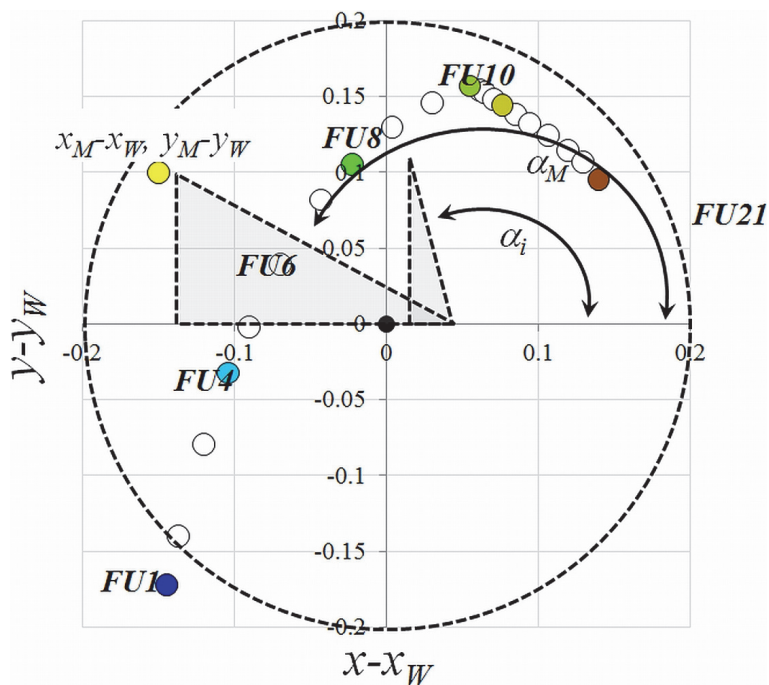 0.2
FU10
0.15
x_M-x_W, y_M-y_W
FU8
0.1
α_M
FU21
α_i
0.05
FU6
0
-0.2
-0.1
0
0.1
0.2
FU4
-0.05
-0.1
-0.15
FU1
-0.2
y-y_W
x-x_W